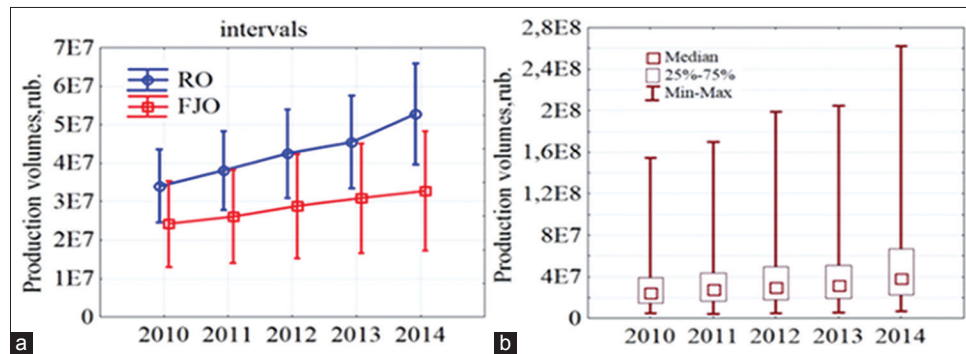 intervals
Production volumes,rub.
7E7
6E7
5E7
4E7
3E7
2E7
1E7
0
RO
FJO
2010 2011 2012 2013 2014
a
Production volumes,rub.
2,8E8
2,4E8
2E8
1,6E8
1,2E8
8E7
4E7
0
Median
25%-75%
Min-Max
2010 2011 2012 2013 2014
b